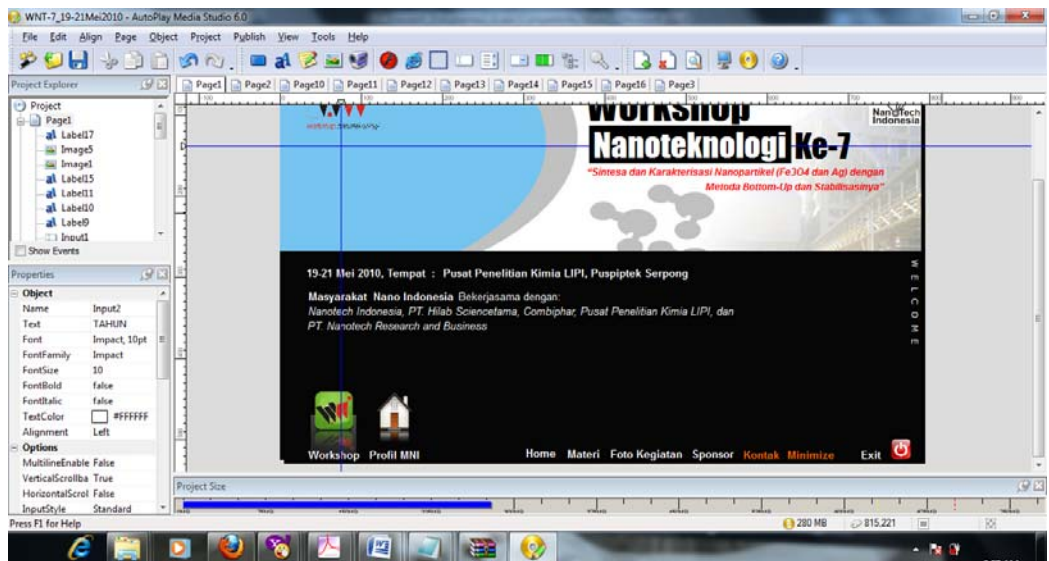 WNT-7_19-21Mei2010 - AutoPlay Media Studio 6.0
File Edit Align Page Object Project Publish View Tools Help
Project Explorer
Page1 Page2 Page10 Page11 Page12 Page13 Page14 Page15 Page16 Page3
Project
Page1
Label17
Image5
Image1
Label15
Label11
Label10
Label9
Input1
Show Events
Properties
Object
Name Input2
Text TAHUN
Font Impact, 10pt
FontFamily Impact
FontSize 10
FontBold false
FontItalic false
TextColor #FFFFFF
Alignment Left
Options
MultilineEnable False
VerticalScrollba True
HorizontalScrol False
InputStyle Standard
Workshop
Nanoteknologi Ke-7
"Sintesa dan Karakterisasi Nanopartikel (Fe3O4 dan Ag) dengan
Metoda Bottom-Up dan Stabilisasinya"
NanoTech
Indonesia
19-21 Mei 2010, Tempat : Pusat Penelitian Kimia LIPI, Puspiptek Serpong
Masyarakat Nano Indonesia Bekerjasama dengan:
Nanotech Indonesia, PT. Hilab Sciencetama, Combiphar, Pusat Penelitian Kimia LIPI, dan
PT. Nanotech Research and Business
WELCOME
Workshop Profil MNI
Home Materi Foto Kegiatan Sponsor Kontak Minimize Exit
Project Size
Press F1 for Help
280 MB
815,221